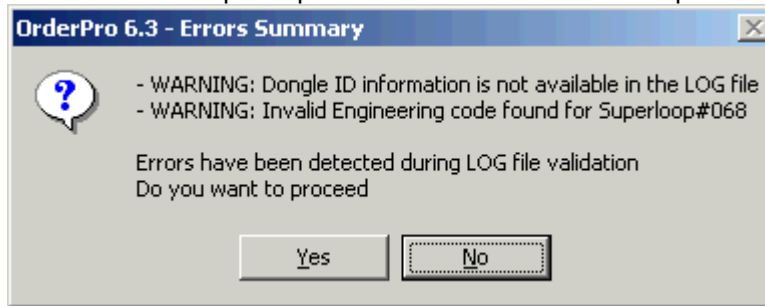 OrderPro 6.3 - Errors Summary
?
- WARNING: Dongle ID information is not available in the LOG file
- WARNING: Invalid Engineering code found for Superloop#068
Errors have been detected during LOG file validation
Do you want to proceed
Yes
No